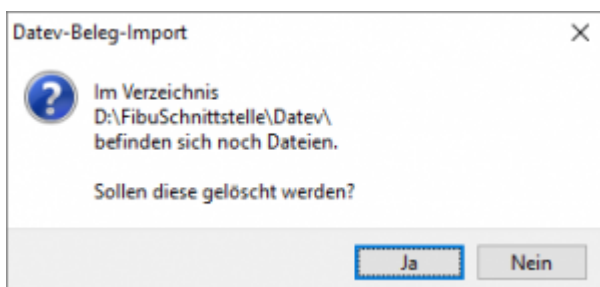 Datev-Beleg-Import
Im Verzeichnis
D:\FibuSchnittstelle\Datev\
befinden sich noch Dateien.
Sollen diese gelöscht werden?
Ja
Nein